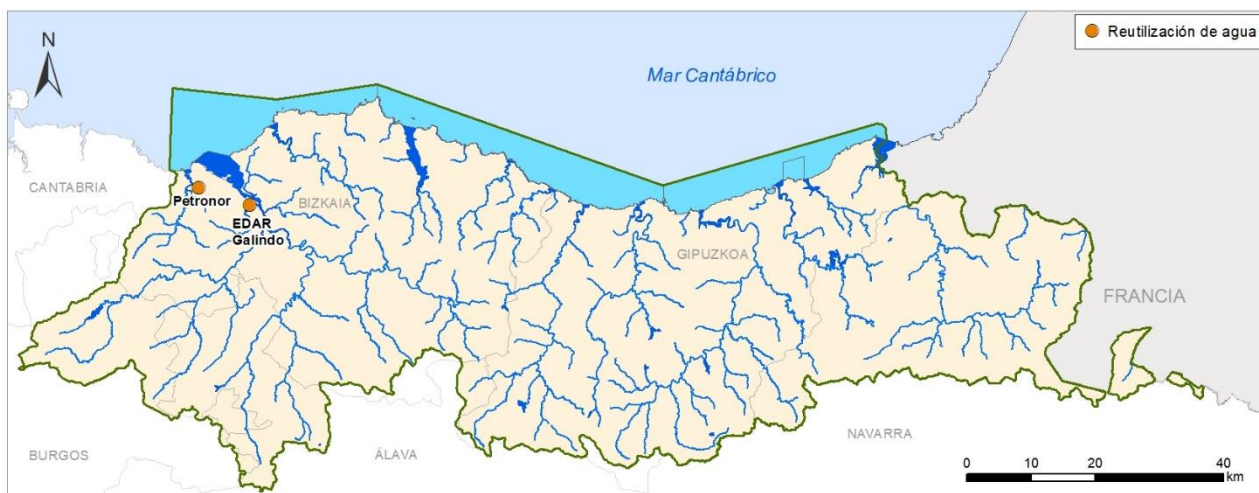 Reutilización de agua
N
Mar Cantábrico
CANTABRIA
Petronor
BIZKAIA
EDAR
Galindo
GIPUZKOA
FRANCIA
NAVARRA
BURGOS
ÁLAVA
0 10 20 40
km